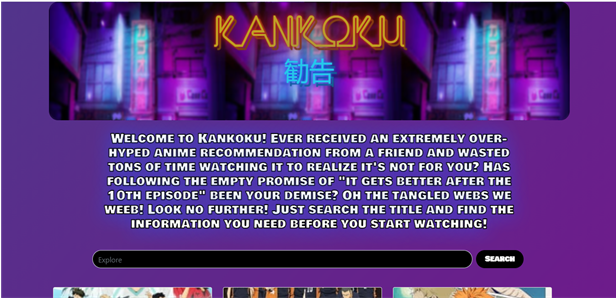 KANKOKU
勧告
Welcome to Kankoku! Ever received an extremely over-
hyped anime recommendation from a friend and wasted
tons of time watching it to realize it's not for you? Has
following the empty promise of "it gets better after the
10th episode" been your demise? Oh the tangled webs we
weeb! Look no further! Just search the title and find the
information you need before you start watching!
Explore
Search